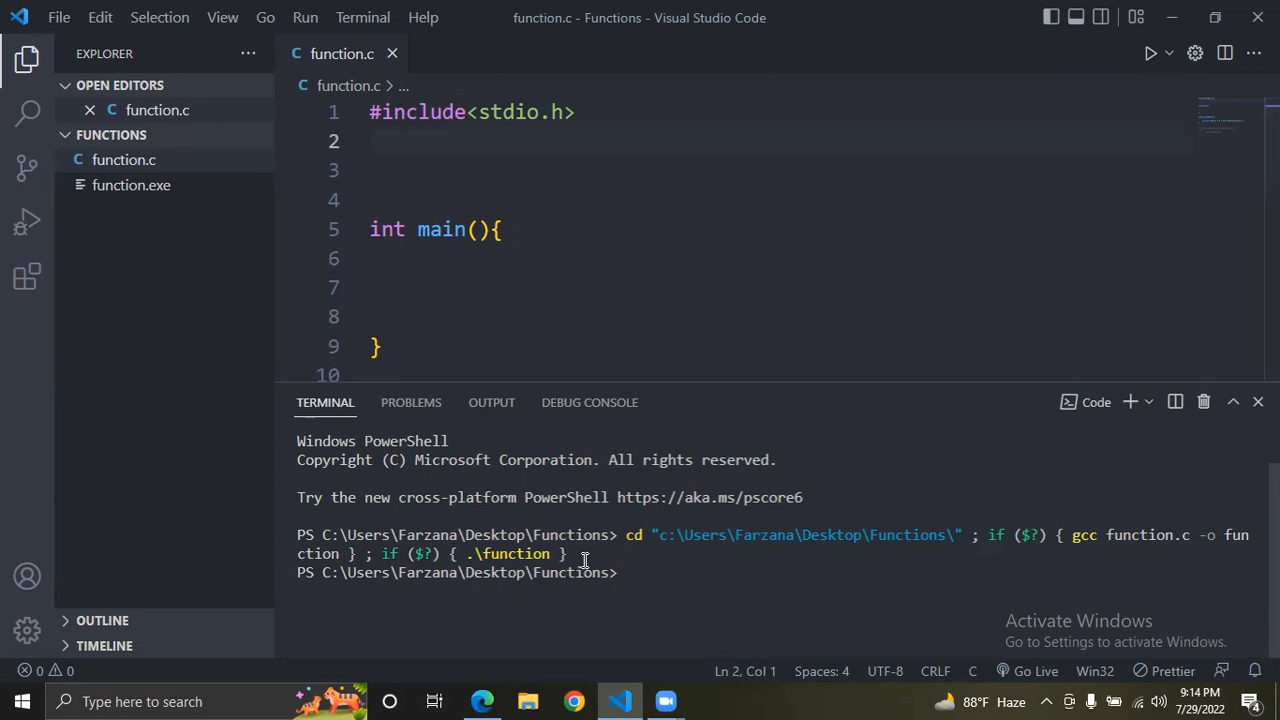 File Edit Selection View Go Run Terminal Help function.c - Functions - Visual Studio Code
EXPLORER
OPEN EDITORS
function.c
FUNCTIONS
function.c
function.exe
OUTLINE
TIMELINE
function.c
function.c > ...
1 #include<stdio.h>
2
3
4
5 int main(){
6
7
8
9 }
10
TERMINAL PROBLEMS OUTPUT DEBUG CONSOLE Code
Windows PowerShell
Copyright (C) Microsoft Corporation. All rights reserved.
Try the new cross-platform PowerShell https://aka.ms/pscore6
PS C:\Users\Farzana\Desktop\Functions> cd "c:\Users\Farzana\Desktop\Functions\" ; if ($?) { gcc function.c -o fun
ction } ; if ($?) { .\function }
PS C:\Users\Farzana\Desktop\Functions>
Activate Windows
Go to Settings to activate Windows.
0 0 Ln 2, Col 1 Spaces: 4 UTF-8 CRLF C Go Live Win32 Prettier
Type here to search 88°F Haze 9:14 PM
7/29/2022 4